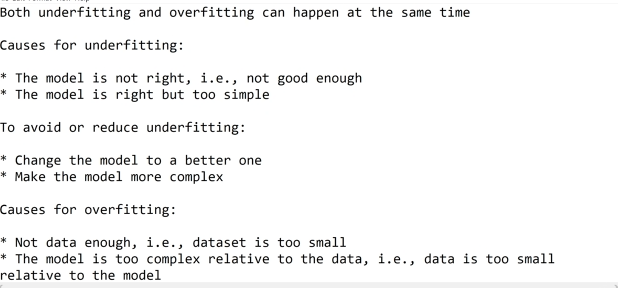 Both underfitting and overfitting can happen at the same time
Causes for underfitting:
* The model is not right, i.e., not good enough
* The model is right but too simple
To avoid or reduce underfitting:
* Change the model to a better one
* Make the model more complex
Causes for overfitting:
* Not data enough, i.e., dataset is too small
* The model is too complex relative to the data, i.e., data is too small
relative to the model